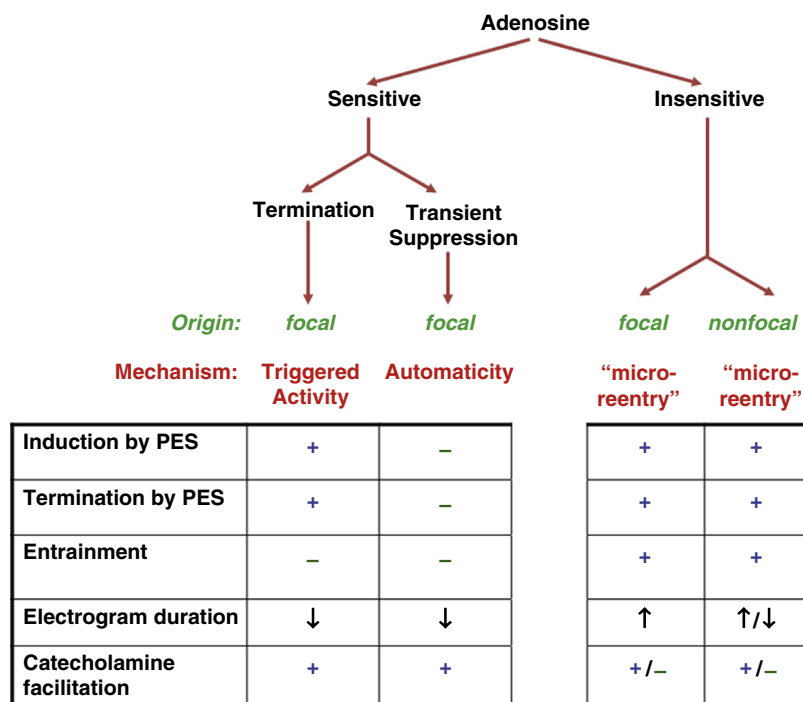 Adenosine
Sensitive Insensitive
Termination Transient
Suppression
Origin: focal focal focal nonfocal
Mechanism: Triggered Automaticity “micro- “micro-
Activity reentry” reentry”
Induction by PES + – + +
Termination by PES + – + +
Entrainment – – + +
Electrogram duration ↓ ↓ ↑ ↑/↓
Catecholamine + + +/– +/–
facilitation